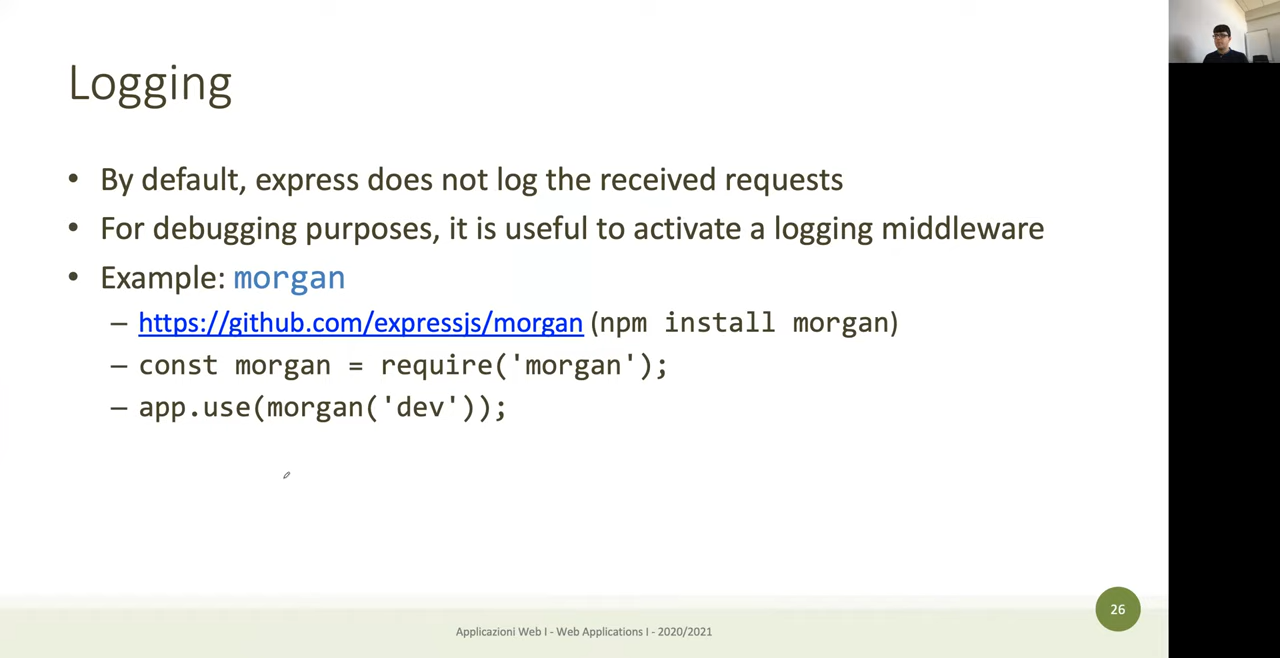 Logging
• By default, express does not log the received requests
• For debugging purposes, it is useful to activate a logging middleware
• Example: morgan
– https://github.com/expressjs/morgan (npm install morgan)
– const morgan = require('morgan');
– app.use(morgan('dev'));
26
Applicazioni Web I - Web Applications I - 2020/2021